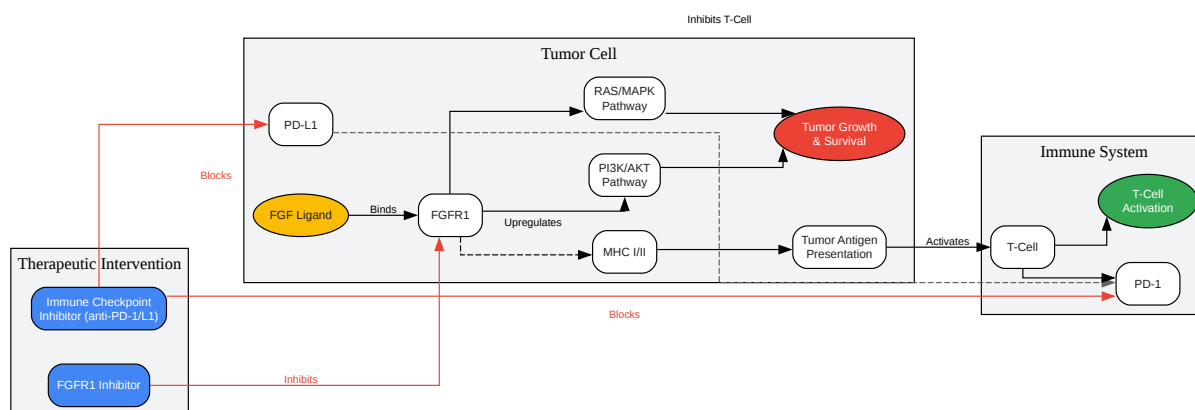 Inhibits T-Cell
Tumor Cell
RAS/MAPK
Pathway
PD-L1
Tumor Growth
& Survival
Immune System
Blocks
PI3K/AKT
Pathway
T-Cell
Activation
FGF Ligand
Binds
FGFR1
Upregulates
MHC I/II
Tumor Antigen
Presentation
Activates
T-Cell
PD-1
Therapeutic Intervention
Immune Checkpoint
Inhibitor (anti-PD-1/L1)
Blocks
FGFR1 Inhibitor
Inhibits